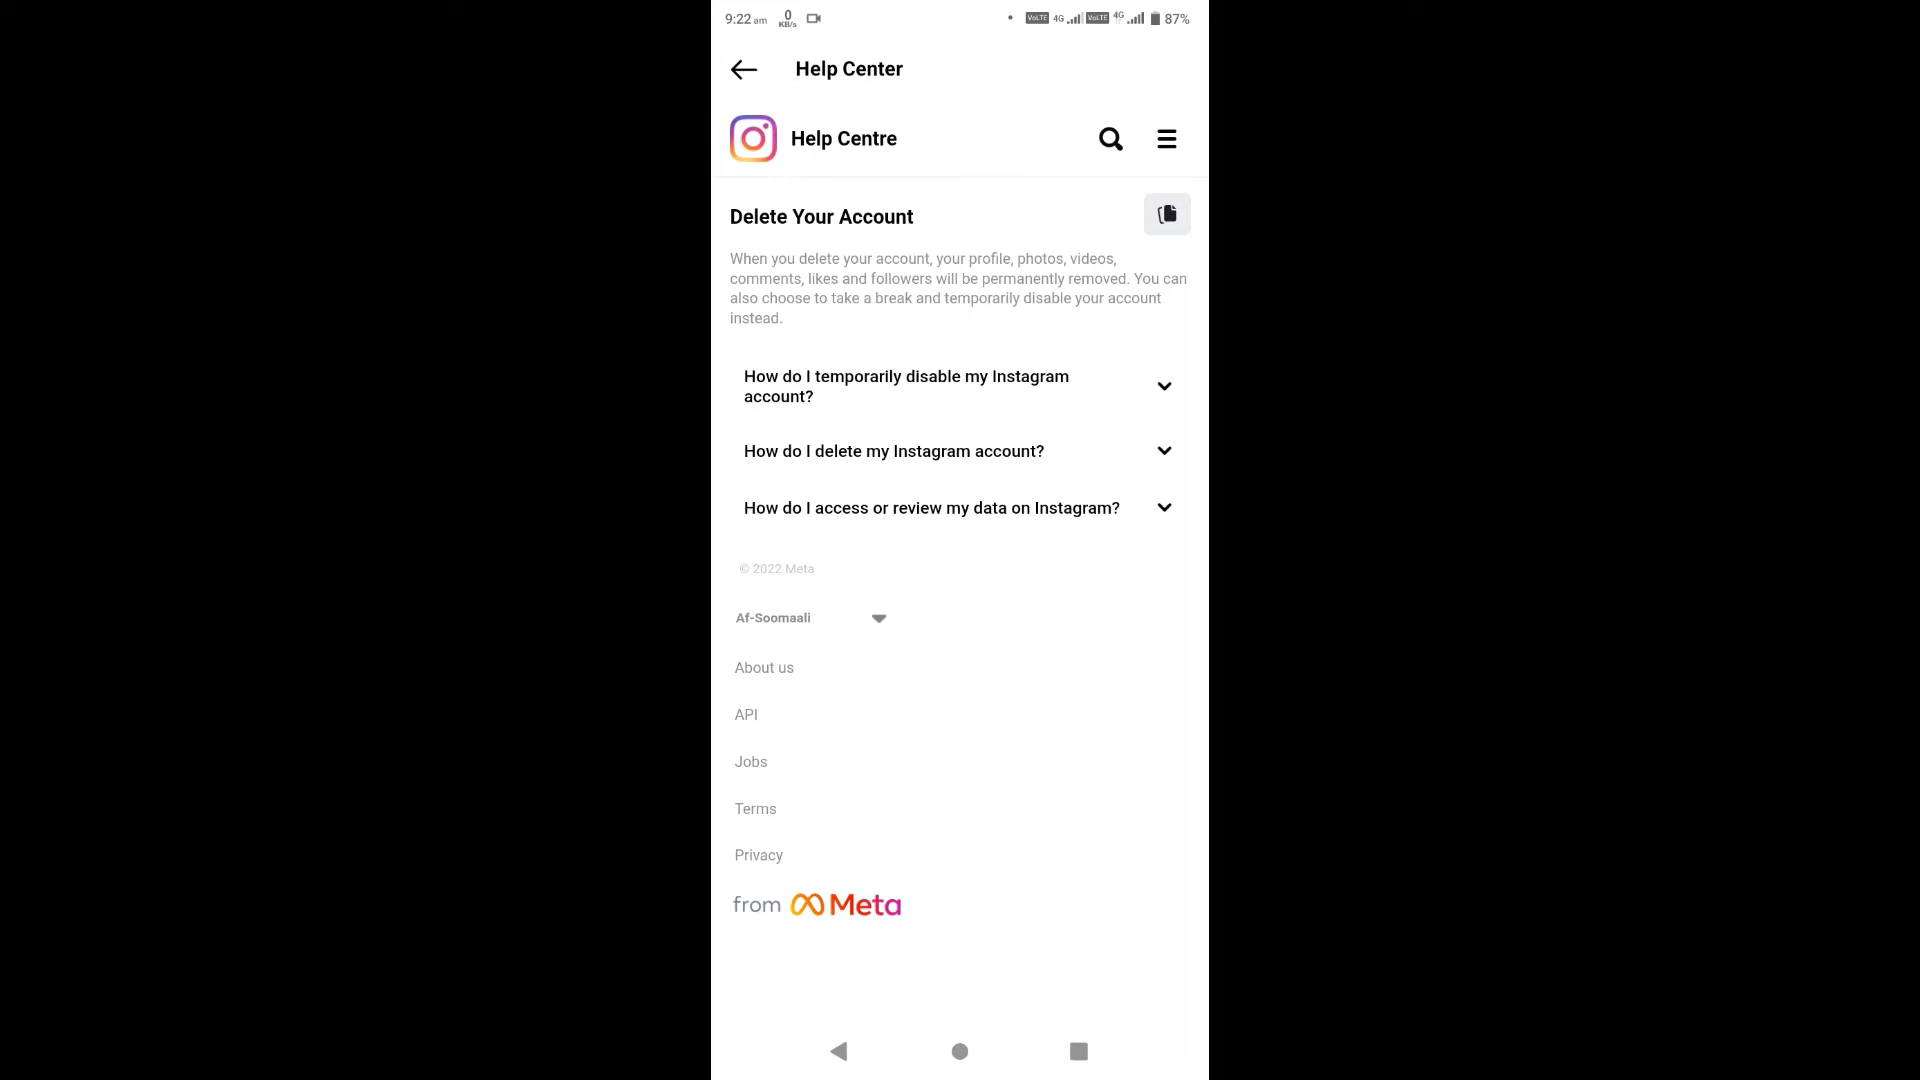 9:22 am 0 KB/s VoLTE 4G VoLTE 4G 87%
Help Center
Help Centre
Delete Your Account
When you delete your account, your profile, photos, videos,
comments, likes and followers will be permanently removed. You can
also choose to take a break and temporarily disable your account
instead.
How do I temporarily disable my Instagram
account?
How do I delete my Instagram account?
How do I access or review my data on Instagram?
© 2022 Meta
Af-Soomaali
About us
API
Jobs
Terms
Privacy
from Meta